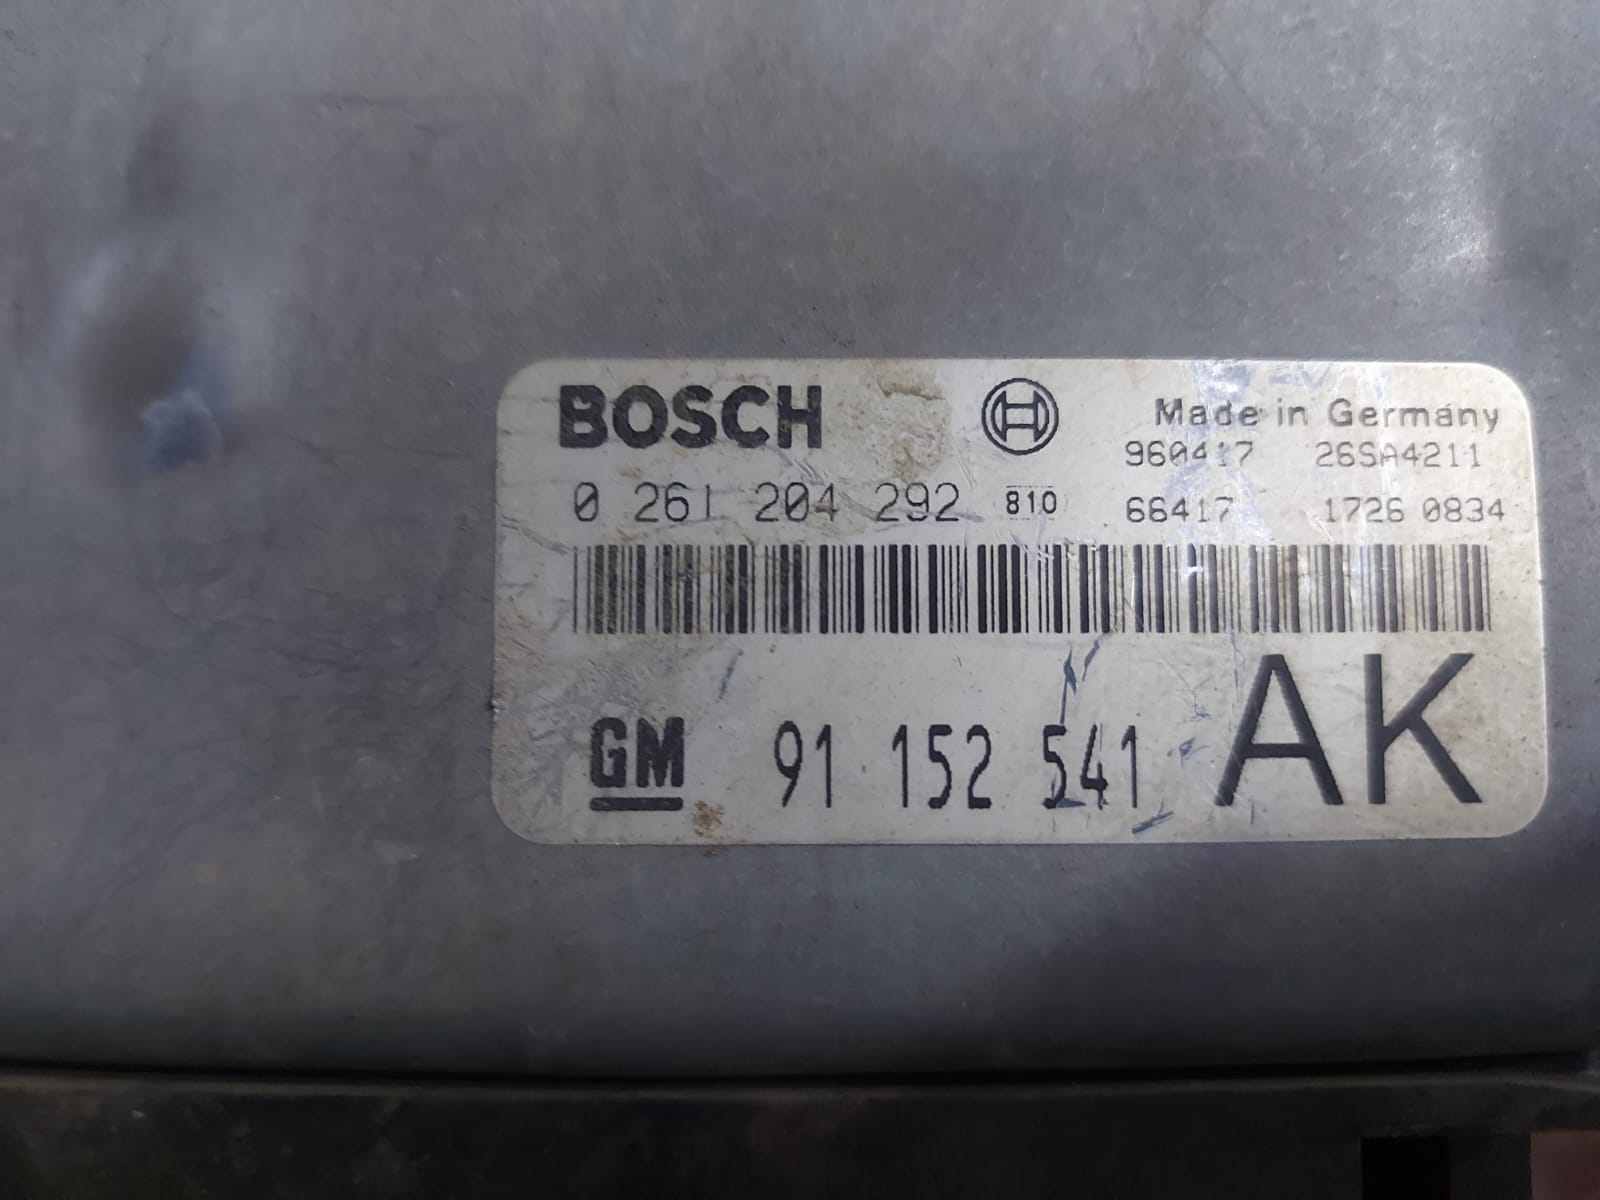 BOSCH Made in Germany
960417 26SA4211
0 261 204 292 810 66417 1726 0834
GM 91 152 541 AK